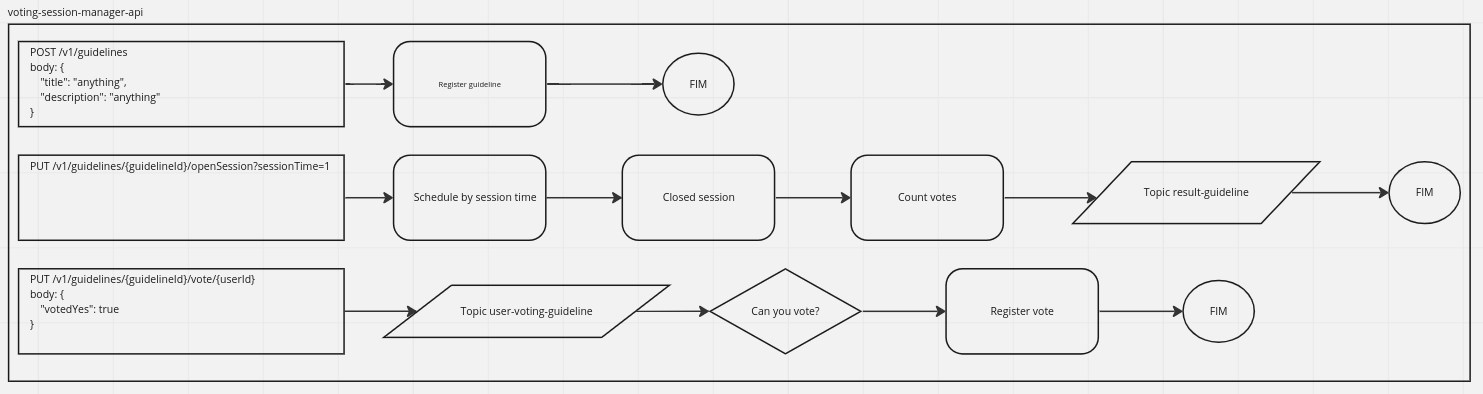 voting-session-manager-api
POST /v1/guidelines
body: {
"title": "anything",
"description": "anything"
}
Register guideline
FIM
PUT /v1/guidelines/{guidelineId}/openSession?sessionTime=1
Schedule by session time
Closed session
Count votes
Topic result-guideline
FIM
PUT /v1/guidelines/{guidelineId}/vote/{userId}
body: {
"votedYes": true
}
Topic user-voting-guideline
Can you vote?
Register vote
FIM